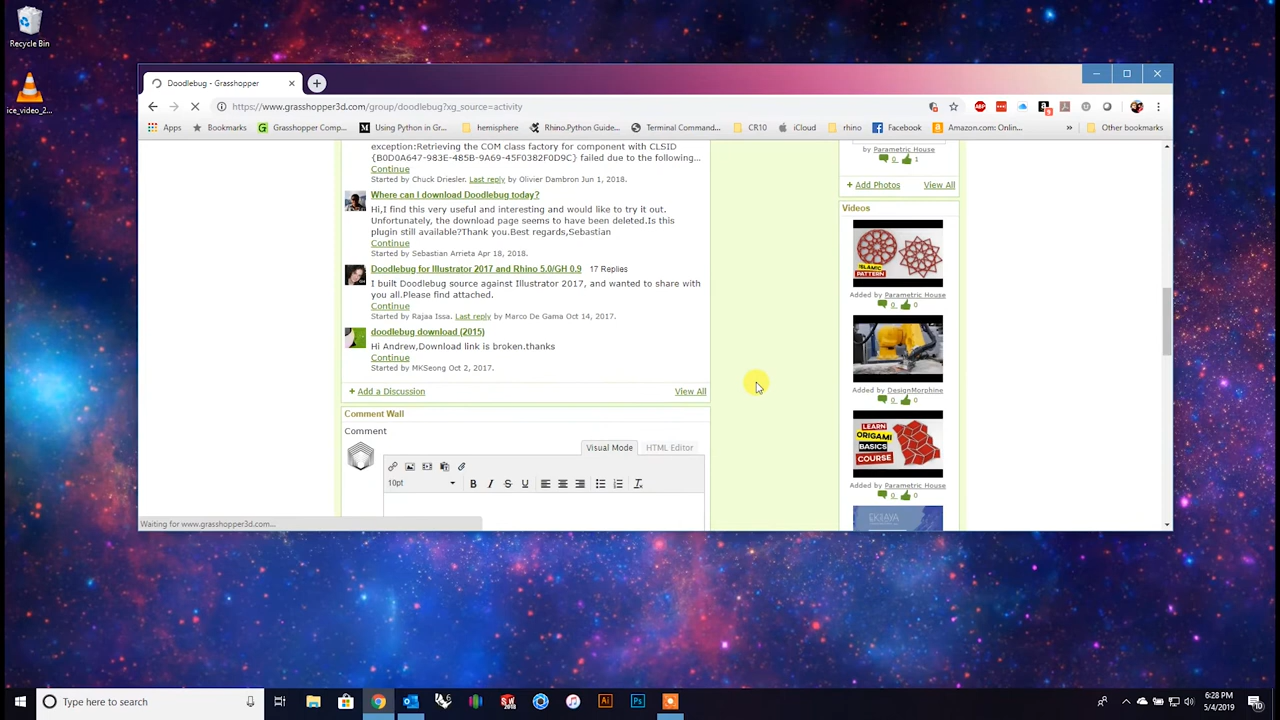 Recycle Bin
ice_video_2...
Doodlebug - Grasshopper
https://www.grasshopper3d.com/group/doodlebug?xg_source=activity
Apps Bookmarks Grasshopper Comp... Using Python in Gr... hemisphere Rhino.Python Guide... Terminal Command... CR10 iCloud rhino Facebook Amazon.com: Onlin... » Other bookmarks
exception:Retrieving the COM class factory for component with CLSID
{B0D0A647-983E-485B-9A69-45F0382F0D9C} failed due to the following...
Continue
Started by Chuck Driesler. Last reply by Olivier Dambron Jun 1, 2018.
Where can I download Doodlebug today?
Hi,I find this very useful and interesting and would like to try it out.
Unfortunately, the download page seems to have been deleted.Is this
plugin still available?Thank you.Best regards,Sebastian
Continue
Started by Sebastian Arrieta Apr 18, 2018.
Doodlebug for Illustrator 2017 and Rhino 5.0/GH 0.9 17 Replies
I built Doodlebug source against Illustrator 2017, and wanted to share with
you all.Please find attached.
Continue
Started by Rajaa Issa. Last reply by Marco De Gama Oct 14, 2017.
doodlebug download (2015)
Hi Andrew,Download link is broken.thanks
Continue
Started by MKSeong Oct 2, 2017.
+ Add a Discussion View All
Comment Wall
Comment
Visual Mode HTML Editor
10pt B I S U
by Parametric House
0 1
+ Add Photos View All
Videos
ISLAMIC
PATTERN
Added by Parametric House
0 0
Added by DesignMorphine
0 0
LEARN
ORIGAMI
BASICS
COURSE
Added by Parametric House
0 0
Waiting for www.grasshopper3d.com...
Type here to search
6:28 PM
5/4/2019